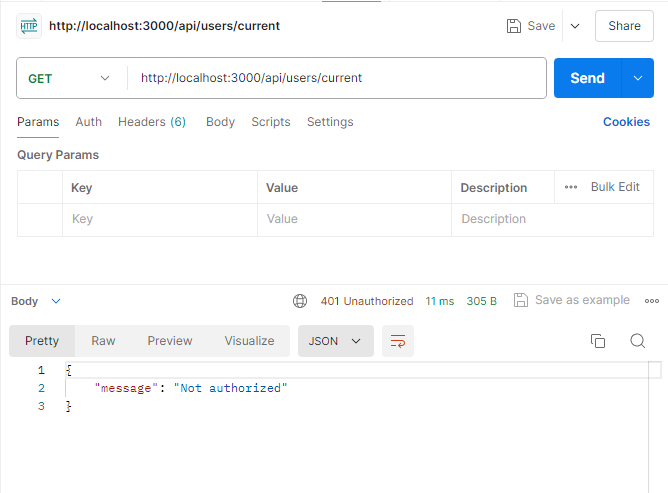 HTTP http://localhost:3000/api/users/current Save Share
GET http://localhost:3000/api/users/current Send
Params Auth Headers (6) Body Scripts Settings Cookies
Query Params
Key Value Description ••• Bulk Edit
Key Value Description
Body 401 Unauthorized 11 ms 305 B Save as example •••
Pretty Raw Preview Visualize JSON
1 {
2 "message": "Not authorized"
3 }